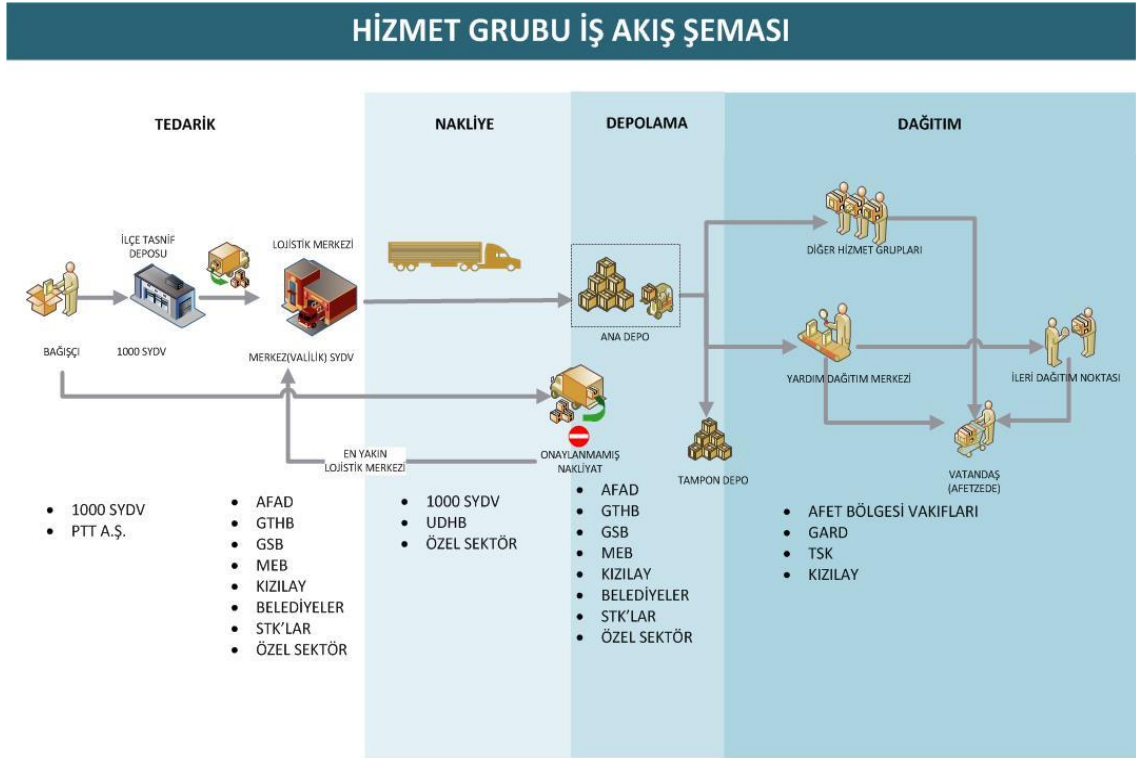 HİZMET GRUBU İŞ AKIŞ ŞEMASI
TEDARİK
NAKLİYE
DEPOLAMA
DAĞITIM
İLÇE TASNİF
DEPOSU
LOJİSTİK MERKEZİ
DİĞER HİZMET GRUPLARI
BAĞIŞÇI
1000 SYDV
MERKEZ(VALİLİK) SYDV
ANA DEPO
YARDIM DAĞITIM MERKEZİ
İLERİ DAĞITIM NOKTASI
EN YAKIN
LOJİSTİK MERKEZİ
ONAYLANMAMIŞ
NAKLİYAT
TAMPON DEPO
VATANDAŞ
(AFETZEDE)
• 1000 SYDV
• PTT A.Ş.
• AFAD
• GTHB
• GSB
• MEB
• KIZILAY
• BELEDİYELER
• STK'LAR
• ÖZEL SEKTÖR
• 1000 SYDV
• UDHB
• ÖZEL SEKTÖR
• AFAD
• GTHB
• GSB
• MEB
• KIZILAY
• BELEDİYELER
• STK'LAR
• ÖZEL SEKTÖR
• AFET BÖLGESİ VAKIFLARI
• GARD
• TSK
• KIZILAY